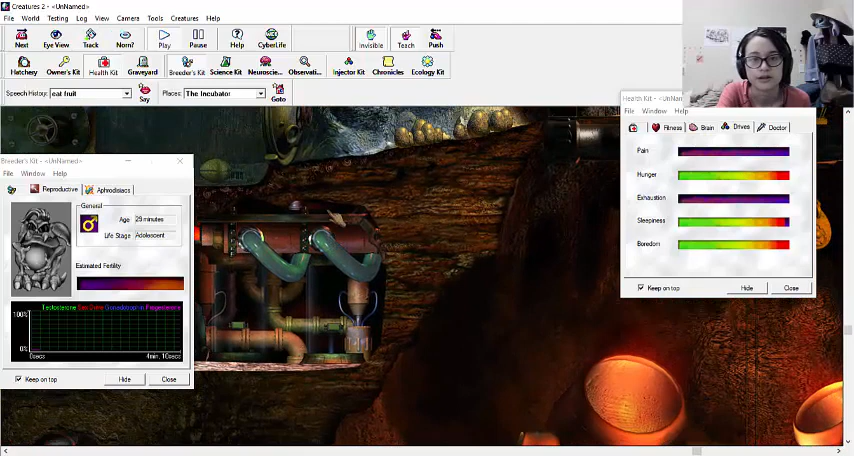 Creatures 2 - <UnNamed>
File World Testing Log View Camera Tools Creatures Help
Next Eye View Track Norn? Play Pause Help CyberLife Invisible Teach Push
Hatchery Owner's Kit Health Kit Graveyard Breeder's Kit Science Kit Neuroscie... Observati... Injector Kit Chronicles Ecology Kit
Speech History: eat fruit Say Places: The Incubator Goto
Health Kit - <UnNam
File Window Help
Fitness Brain Drives Doctor
Pain
Hunger
Exhaustion
Sleepiness
Boredom
Keep on top Hide Close
Breeder's Kit - <UnNamed>
File Window Help
Reproductive Aphrodisiacs
General
Age 29 minutes
Life Stage Adolescent
Estimated Fertility
Testosterone Sex Drive Gonadotrophin Progesterone
100%
0%
0secs 4min, 10secs
Keep on top Hide Close